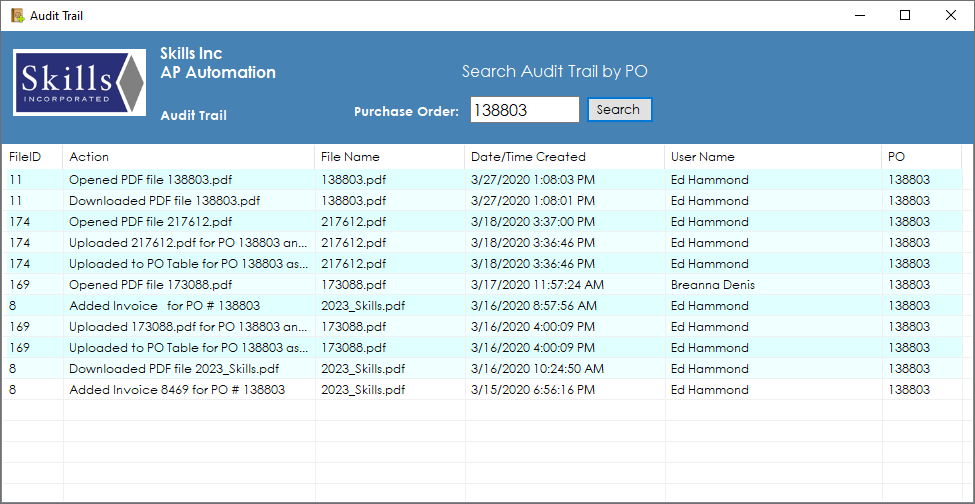 Audit Trail
Skills
INCORPORATED
Skills Inc
AP Automation
Audit Trail
Search Audit Trail by PO
Purchase Order: 138803 Search
FileID Action File Name Date/Time Created User Name PO
11 Opened PDF file 138803.pdf 138803.pdf 3/27/2020 1:08:03 PM Ed Hammond 138803
11 Downloaded PDF file 138803.pdf 138803.pdf 3/27/2020 1:08:01 PM Ed Hammond 138803
174 Opened PDF file 217612.pdf 217612.pdf 3/18/2020 3:37:00 PM Ed Hammond 138803
174 Uploaded 217612.pdf for PO 138803 an... 217612.pdf 3/18/2020 3:36:46 PM Ed Hammond 138803
174 Uploaded to PO Table for PO 138803 as... 217612.pdf 3/18/2020 3:36:46 PM Ed Hammond 138803
169 Opened PDF file 173088.pdf 173088.pdf 3/17/2020 11:57:24 AM Breanna Denis 138803
8 Added Invoice for PO # 138803 2023_Skills.pdf 3/16/2020 8:57:56 AM Ed Hammond 138803
169 Uploaded 173088.pdf for PO 138803 an... 173088.pdf 3/16/2020 4:00:09 PM Ed Hammond 138803
169 Uploaded to PO Table for PO 138803 as... 173088.pdf 3/16/2020 4:00:09 PM Ed Hammond 138803
8 Downloaded PDF file 2023_Skills.pdf 2023_Skills.pdf 3/16/2020 10:24:50 AM Ed Hammond 138803
8 Added Invoice 8469 for PO # 138803 2023_Skills.pdf 3/15/2020 6:56:16 PM Ed Hammond 138803